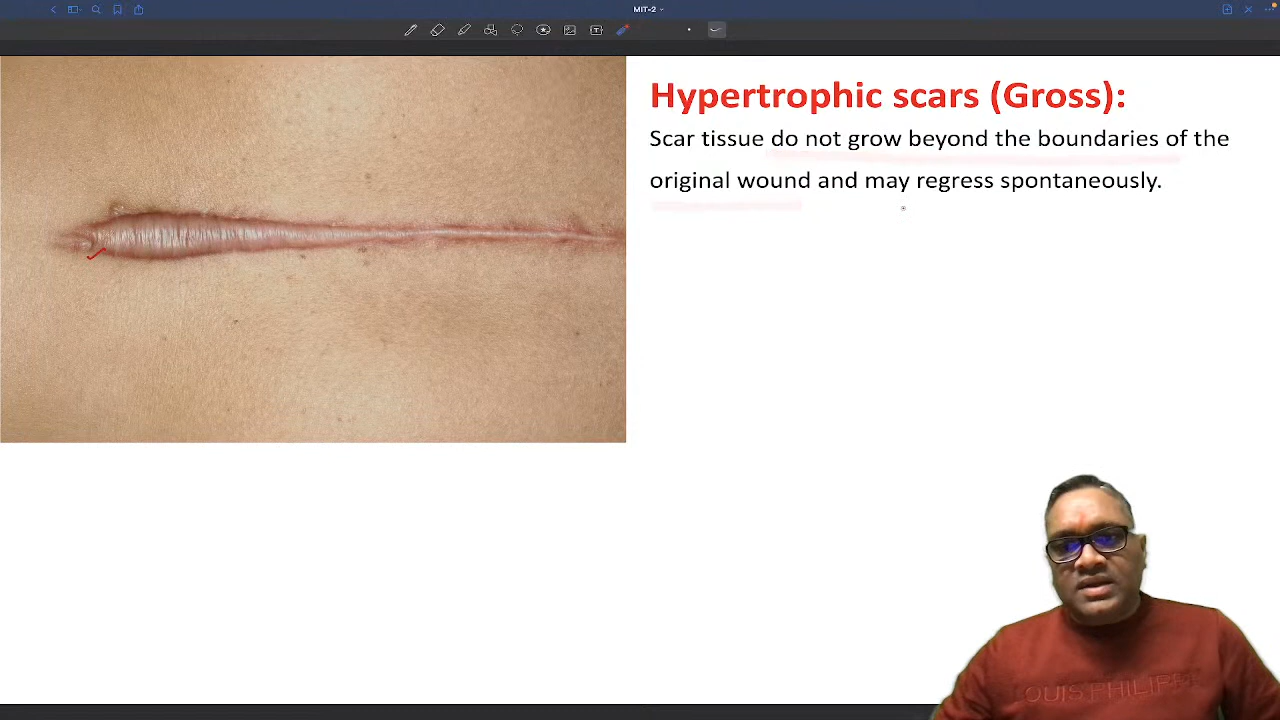 MIT-2
Hypertrophic scars (Gross):
Scar tissue do not grow beyond the boundaries of the
original wound and may regress spontaneously.
LOUIS PHILIPPE